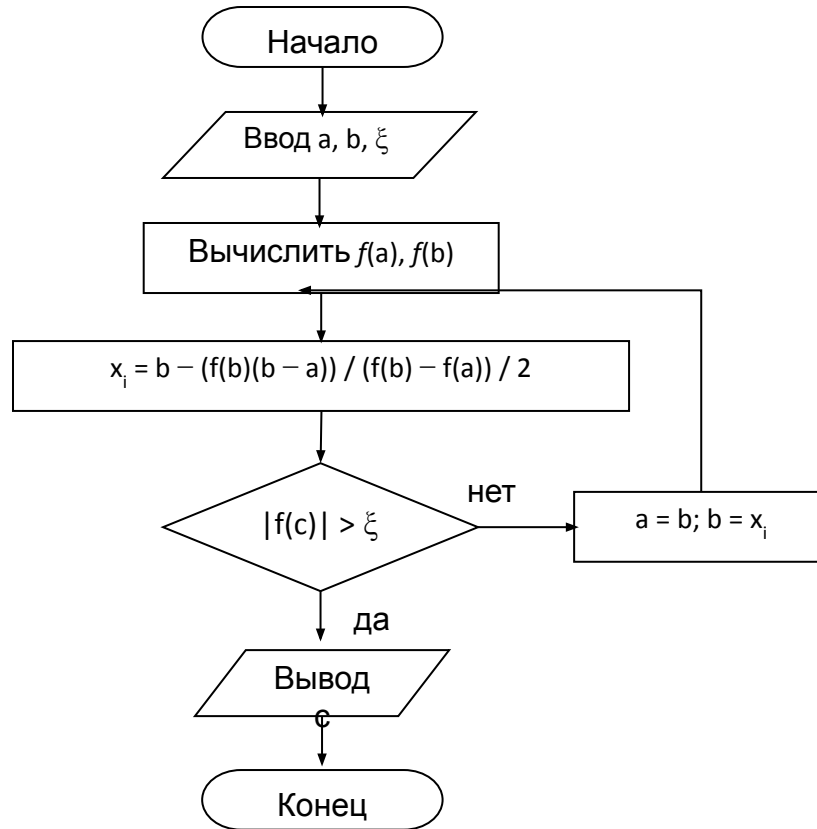 Начало
Ввод a, b, ξ
Вычислить f(a), f(b)
xᵢ = b – (f(b)(b – a)) / (f(b) – f(a)) / 2
|f(c)| > ξ
нет
a = b; b = xᵢ
да
Вывод
c
Конец